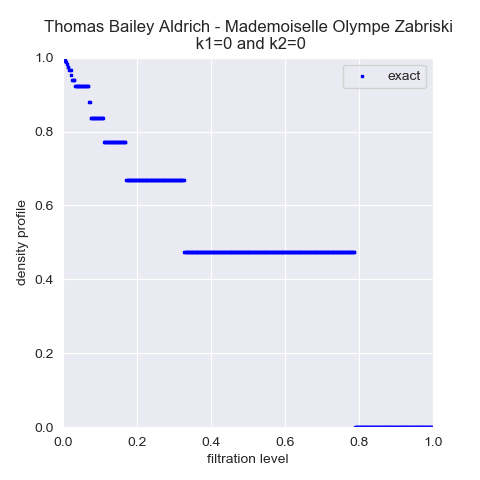 Thomas Bailey Aldrich - Mademoiselle Olympe Zabriski
k1=0 and k2=0
exact
1.0
0.8
0.6
0.4
0.2
0.0
density profile
0.0 0.2 0.4 0.6 0.8 1.0
filtration level